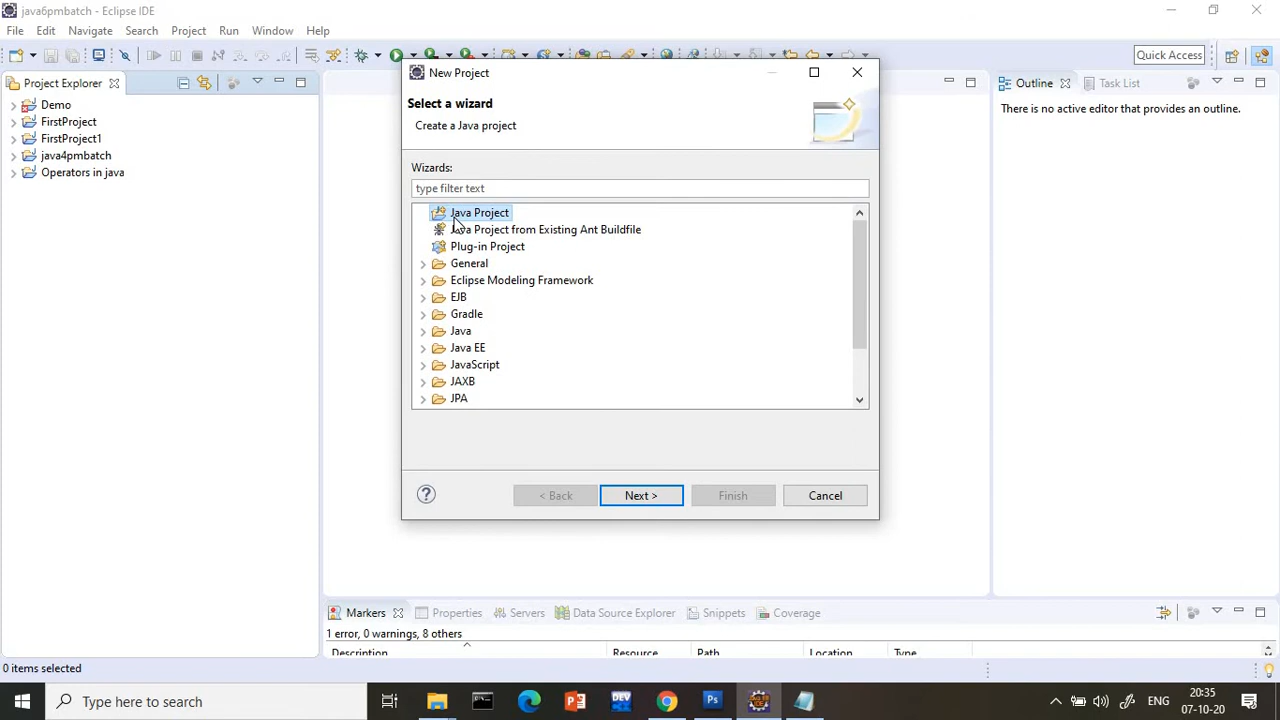 java6pmbatch - Eclipse IDE
File Edit Navigate Search Project Run Window Help
Quick Access
Project Explorer
Demo
FirstProject
FirstProject1
java4pmbatch
Operators in java
New Project
Select a wizard
Create a Java project
Wizards:
type filter text
Java Project
Java Project from Existing Ant Buildfile
Plug-in Project
General
Eclipse Modeling Framework
EJB
Gradle
Java
Java EE
JavaScript
JAXB
JPA
< Back Next > Finish Cancel
Outline Task List
There is no active editor that provides an outline.
Markers Properties Servers Data Source Explorer Snippets Coverage
1 error, 0 warnings, 8 others
Description Resource Path Location Type
0 items selected
Type here to search
DEV
Ps
ENG
20:35
07-10-20